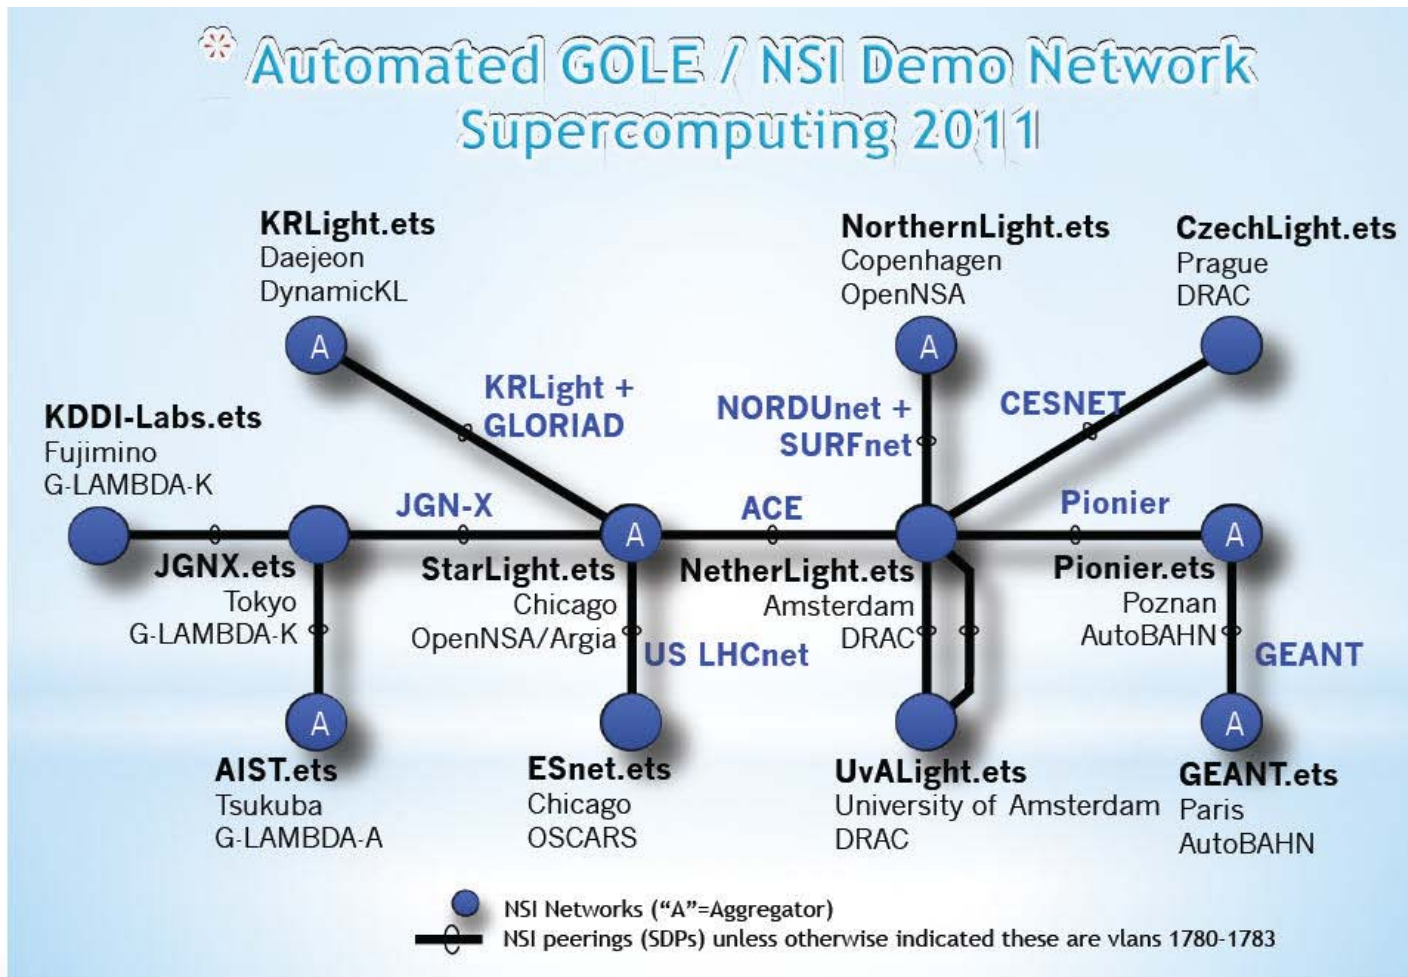 * Automated GOLE / NSI Demo Network
Supercomputing 2011
KRLight.ets
Daejeon
DynamicKL
A
NorthernLight.ets
Copenhagen
OpenNSA
A
CzechLight.ets
Prague
DRAC
KRLight +
GLORIAD
NORDUnet +
SURFnet
CESNET
KDDI-Labs.ets
Fujimino
G-LAMBDA-K
JGN-X
ACE
Pionier
A
A
JGNX.ets
Tokyo
G-LAMBDA-K
StarLight.ets
Chicago
OpenNSA/Argia
NetherLight.ets
Amsterdam
DRAC
Pionier.ets
Poznan
AutoBAHN
US LHCnet
GEANT
A
A
AIST.ets
Tsukuba
G-LAMBDA-A
ESnet.ets
Chicago
OSCARS
UvALight.ets
University of Amsterdam
DRAC
GEANT.ets
Paris
AutoBAHN
NSI Networks (“A”=Aggregator)
NSI peerings (SDPs) unless otherwise indicated these are vlans 1780-1783